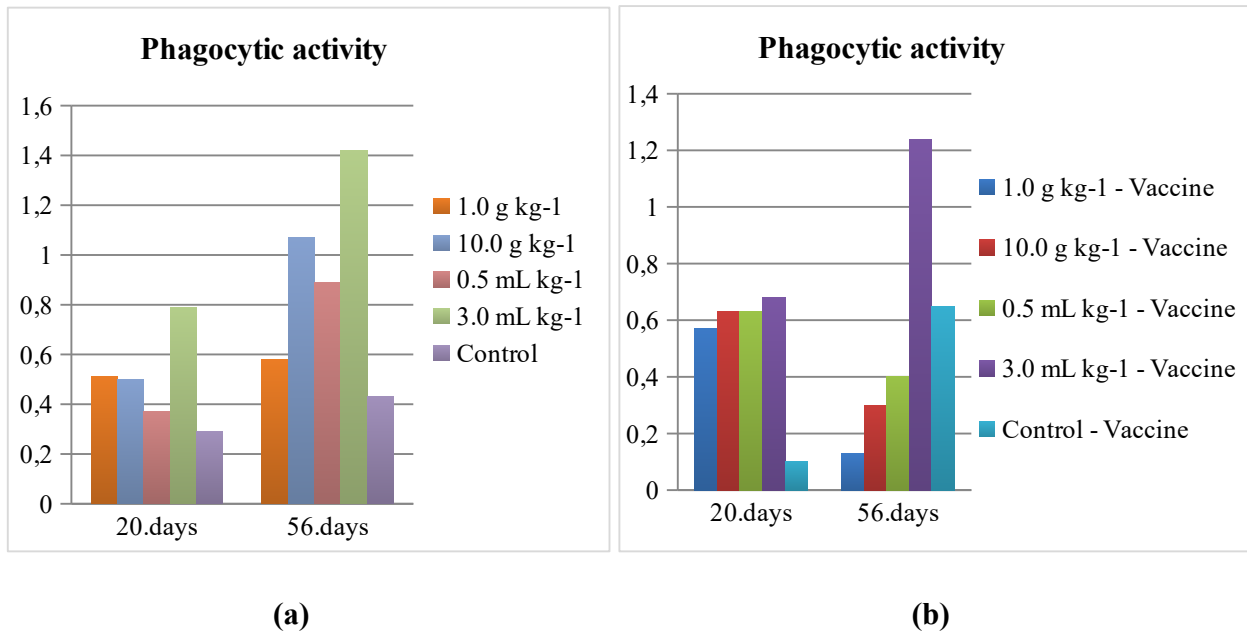 Phagocytic activity
1,6
1,4
1,2
1
0,8
0,6
0,4
0,2
0
20.days 56.days
1.0 g kg-1
10.0 g kg-1
0.5 mL kg-1
3.0 mL kg-1
Control
(a)
Phagocytic activity
1,4
1,2
1
0,8
0,6
0,4
0,2
0
20.days 56.days
1.0 g kg-1 - Vaccine
10.0 g kg-1 - Vaccine
0.5 mL kg-1 - Vaccine
3.0 mL kg-1 - Vaccine
Control - Vaccine
(b)